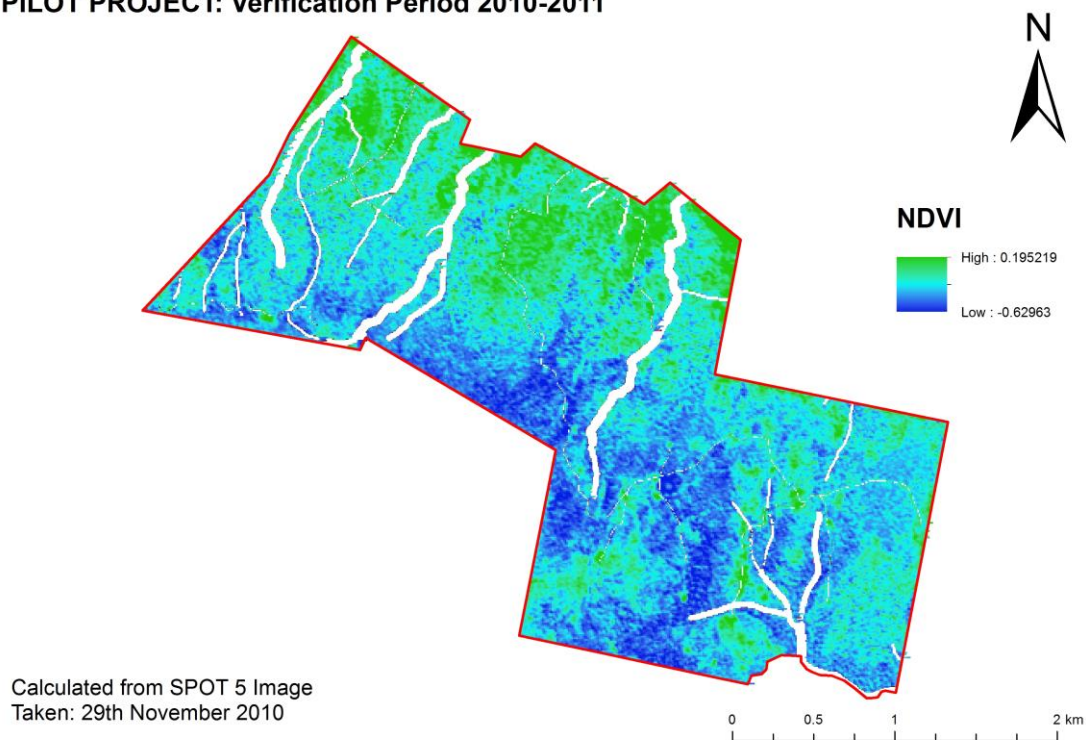 PILOT PROJECT: Verification Period 2010-2011
N
NDVI
High : 0.195219
Low : -0.62963
Calculated from SPOT 5 Image
Taken: 29th November 2010
0 0.5 1 2 km